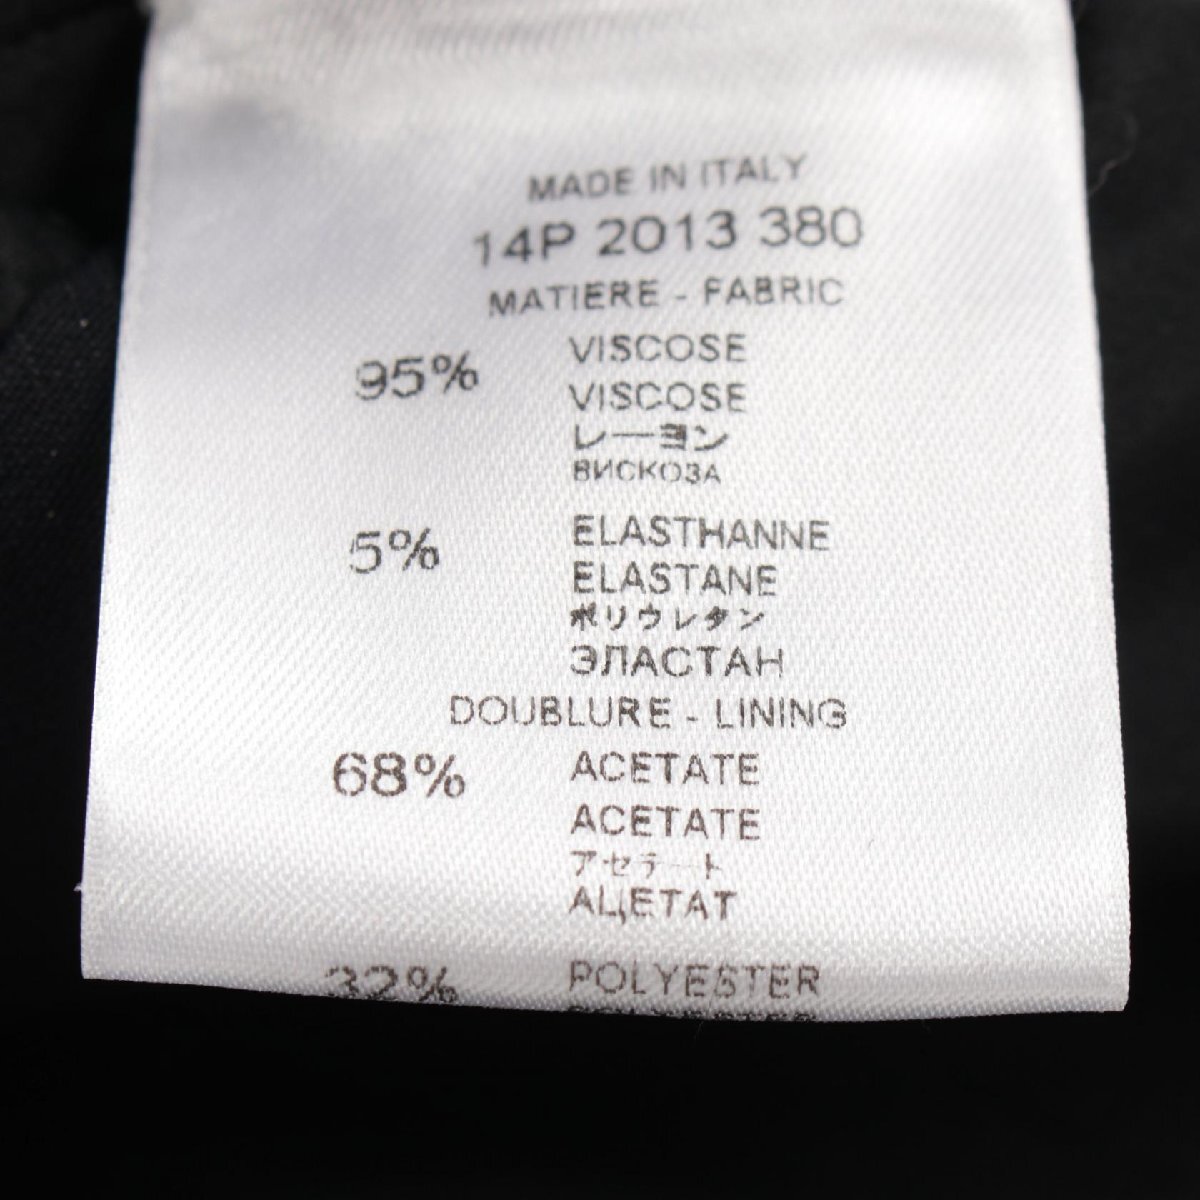 MADE IN ITALY
14P 2013 380
MATIERE - FABRIC
95% VISCOSE
VISCOSE
レーヨン
ВИСКОЗА
5% ELASTHANNE
ELASTANE
ポリウレタン
ЭЛАСТАН
DOUBLURE - LINING
68% ACETATE
ACETATE
アセテート
АЦЕТАТ
32% POLYESTER
POLYESTER